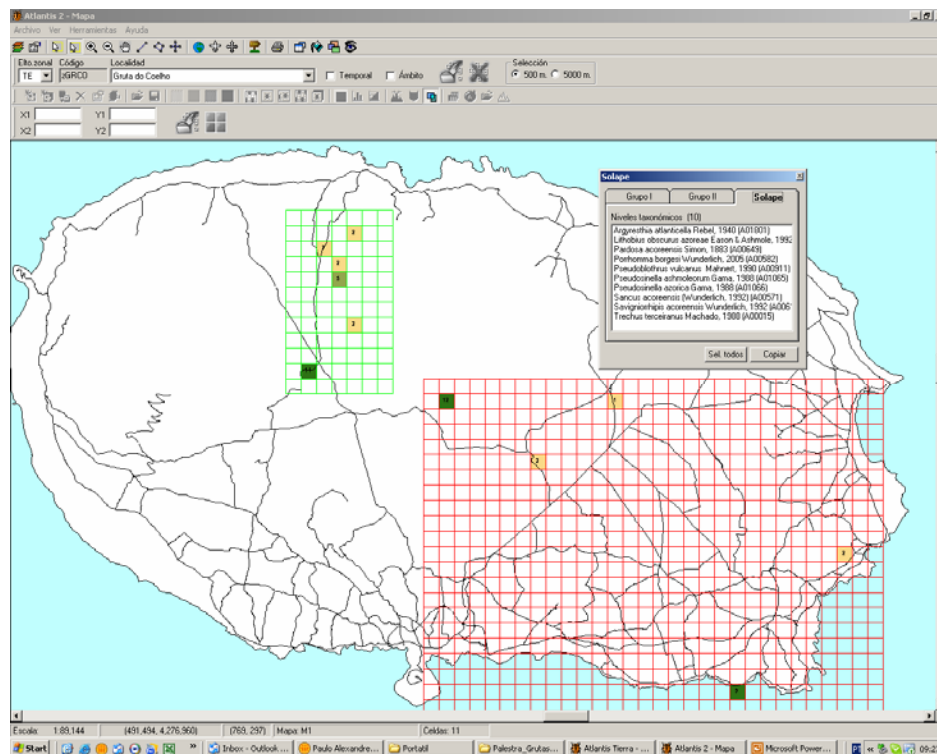 Atlantis 2 - Mapa
Archivo Ver Herramientas Ayuda
Elto.zonal Código Localidad Selección
TE zGRCO Gruta do Coelho Temporal Ámbito 500 m. 5000 m.
X1 Y1
X2 Y2
Solape
Grupo I Grupo II Solape
Niveles taxonómicos (10)
Argyresthia atlanticella Rebel, 1940 (A01801)
Lithobius obscurus azoreae Eason & Ashmole, 1992
Pardosa acoreensis Simon, 1883 (A00649)
Porrhomma borgesi Wunderlich, 2005 (A00582)
Pseudoblothrus vulcanus Mahnert, 1990 (A00911)
Pseudosinella ashmoleorum Gama, 1988 (A01065)
Pseudosinella azorica Gama, 1988 (A01066)
Sancus acoreensis (Wunderlich, 1992) (A00571)
Savigniorrhipis acoreensis Wunderlich, 1992 (A006
Trechus terceiranus Machado, 1988 (A00015)
Sel. todos Copiar
Escala: 1:89,144 (491,494, 4,276,960) (769, 297) Mapa: M1 Celdas: 11
Start Inbox - Outlook ... Paulo Alexandre... Portatil Palestra_Grutas... Atlantis Tierra - ... Atlantis 2 - Mapa Microsoft Power... PT